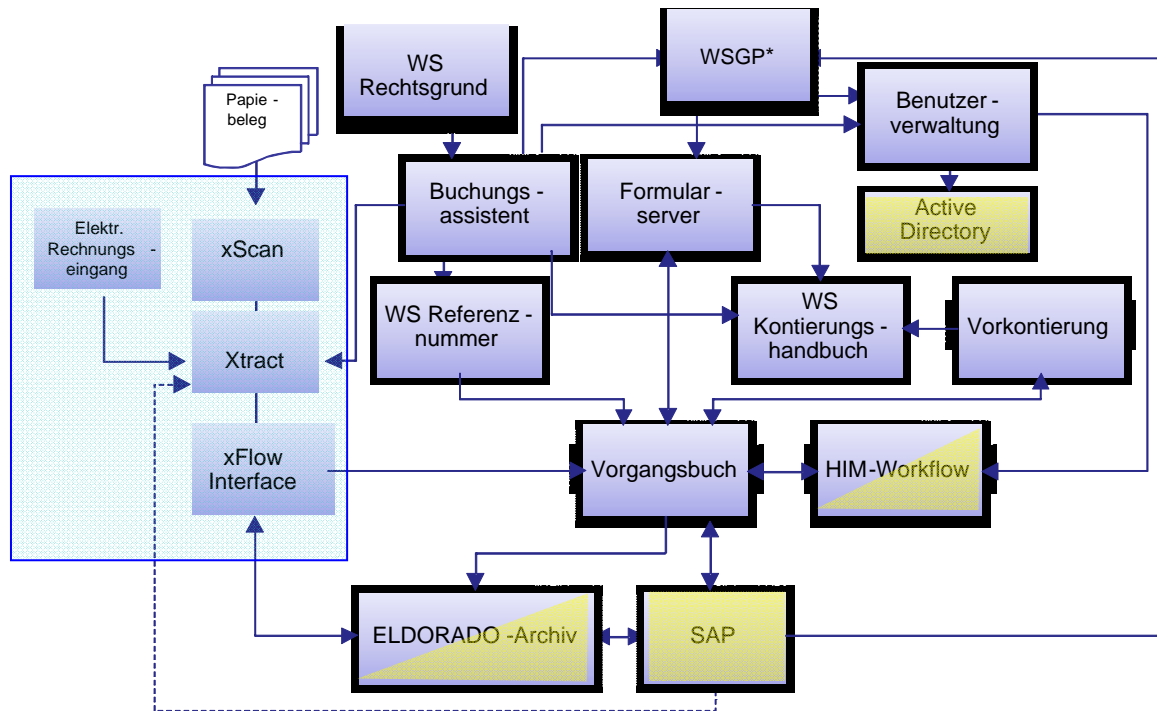 WS
Rechtsgrund
WSGP*
Benutzer -
verwaltung
Papie -
beleg
Buchungs -
assistent
Formular -
server
Active
Directory
Elektr.
Rechnungs -
eingang
xScan
WS Referenz -
nummer
WS
Kontierungs -
handbuch
Vorkontierung
Xtract
xFlow
Interface
Vorgangsbuch
HIM-Workflow
ELDORADO -Archiv
SAP